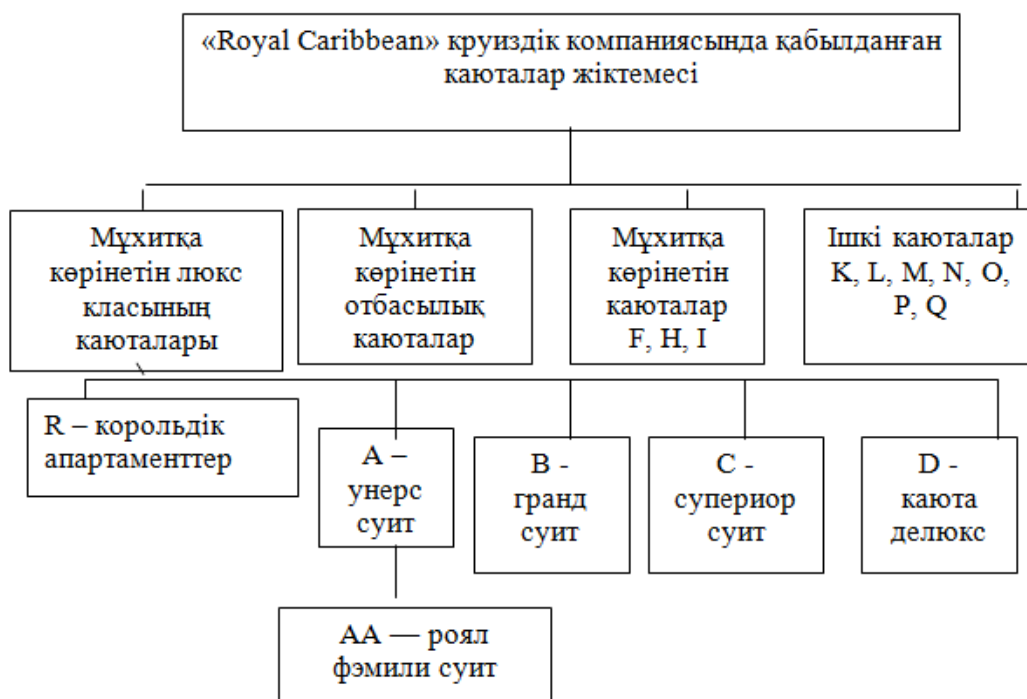 «Royal Caribbean» круиздік компаниясында қабылданған
каюталар жіктемесі
Мұхитқа
көрінетін люкс
класының
каюталары
Мұхитқа
көрінетін
отбасылық
каюталар
Мұхитқа
көрінетін
каюталар
F, H, I
Ішкі каюталар
K, L, M, N, O,
P, Q
R – корольдік
апартаменттер
A –
унерс
суит
B -
гранд
суит
C -
супериор
суит
D -
каюта
делюкс
AA — роял
фэмили суит